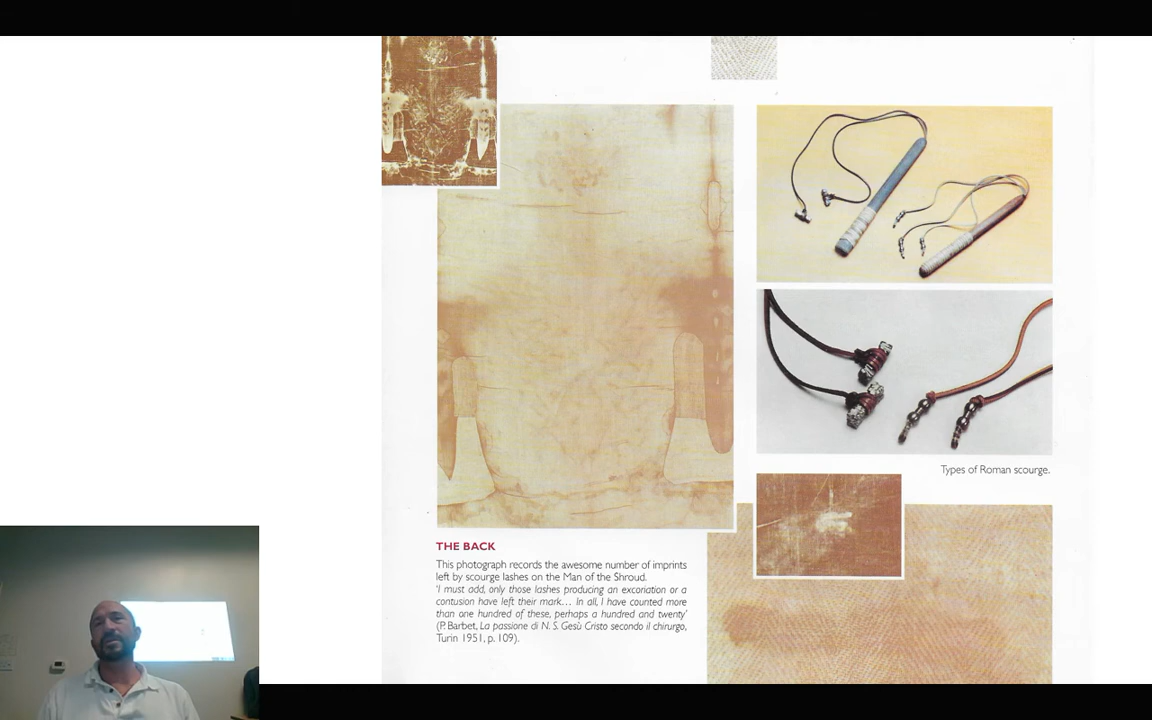 Types of Roman scourge.
THE BACK
This photograph records the awesome number of imprints
left by scourge lashes on the Man of the Shroud.
'I must add, only those lashes producing an excoriation or a
contusion have left their mark... In all, I have counted more
than one hundred of these, perhaps a hundred and twenty'
(P. Barbet, La passione di N. S. Gesù Cristo secondo il chirurgo,
Turin 1951, p. 109).